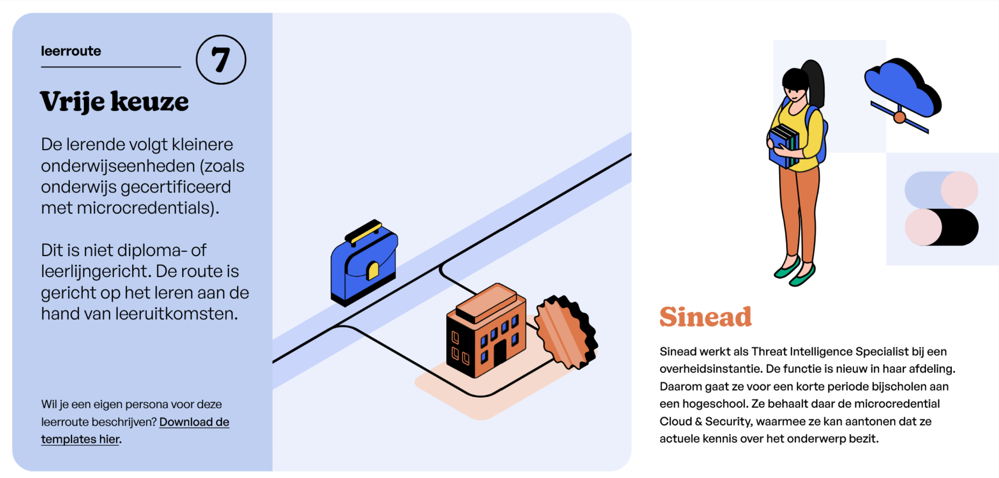 leerroute
7
Vrije keuze
De lerende volgt kleinere
onderwijseenheden (zoals
onderwijs gecertificeerd
met microcredentials).
Dit is niet diploma- of
leerlijngericht. De route is
gericht op het leren aan de
hand van leeruitkomsten.
Wil je een eigen persona voor deze
leerroute beschrijven? Download de
templates hier.
Sinead
Sinead werkt als Threat Intelligence Specialist bij een
overheidsinstantie. De functie is nieuw in haar afdeling.
Daarom gaat ze voor een korte periode bijscholen aan
een hogeschool. Ze behaalt daar de microcredential
Cloud & Security, waarmee ze kan aantonen dat ze
actuele kennis over het onderwerp bezit.